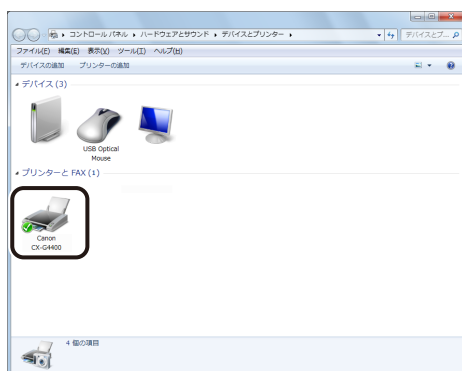 コントロール パネル ▸ ハードウェアとサウンド ▸ デバイスとプリンター ▸
デバイスとプ...
ファイル(F) 編集(E) 表示(V) ツール(T) ヘルプ(H)
デバイスの追加 プリンターの追加
デバイス (3)
USB Optical
Mouse
プリンターと FAX (1)
Canon
CX-G4400
4 個の項目